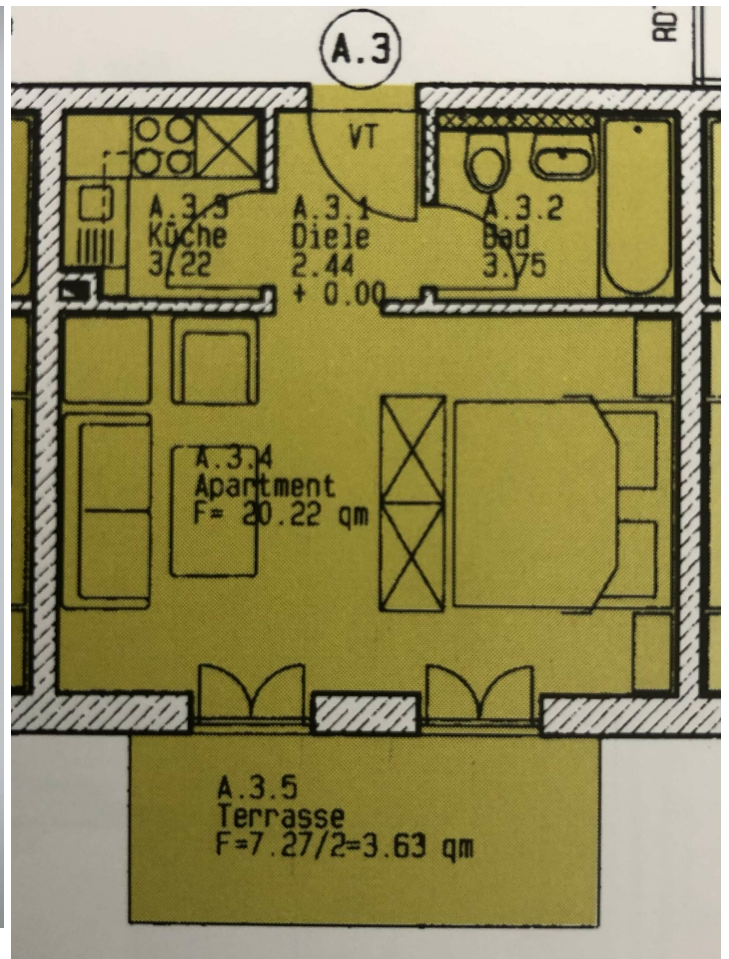 A.3
RD
VT
A.3.3
Küche
3.22
A.3.1
Diele
2.44
+ 0.00
A.3.2
Bad
3.75
A.3.4
Apartment
F= 20.22 qm
A.3.5
Terrasse
F=7.27/2=3.63 qm